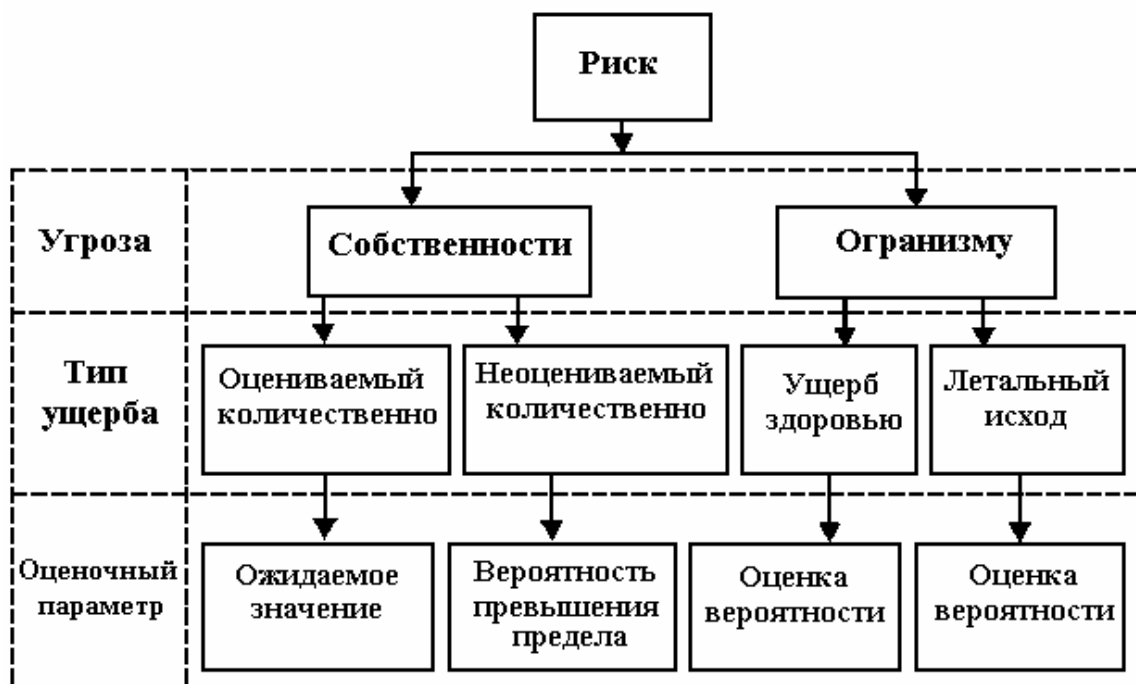 Риск
Угроза
Собственности
Огранизму
Тип
ущерба
Оцениваемый
количественно
Неоцениваемый
количественно
Ущерб
здоровью
Летальный
исход
Оценочный
параметр
Ожидаемое
значение
Вероятность
превышения
предела
Оценка
вероятности
Оценка
вероятности